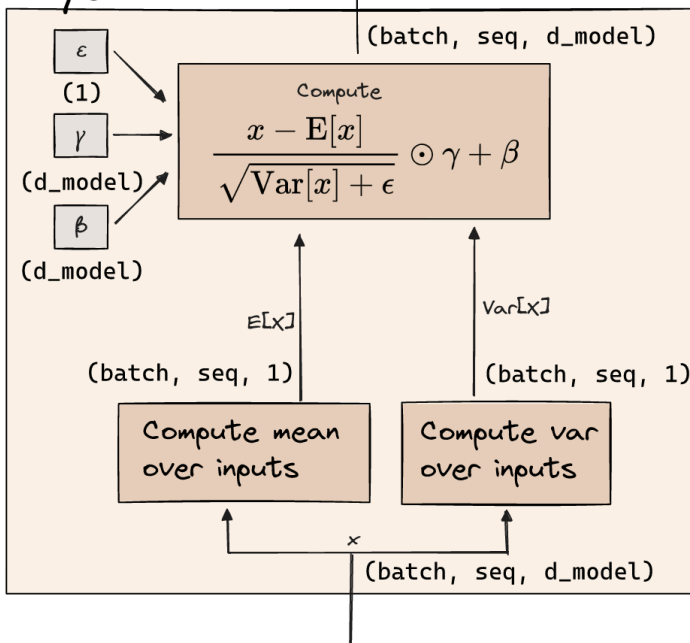 (batch, seq, d_model)
ε
(1)
γ
(d_model)
β
(d_model)
Compute
x − E[x]
√Var[x] + ϵ
⊙ γ + β
E[x]
Var[x]
(batch, seq, 1)
(batch, seq, 1)
Compute mean
over inputs
Compute var
over inputs
x
(batch, seq, d_model)